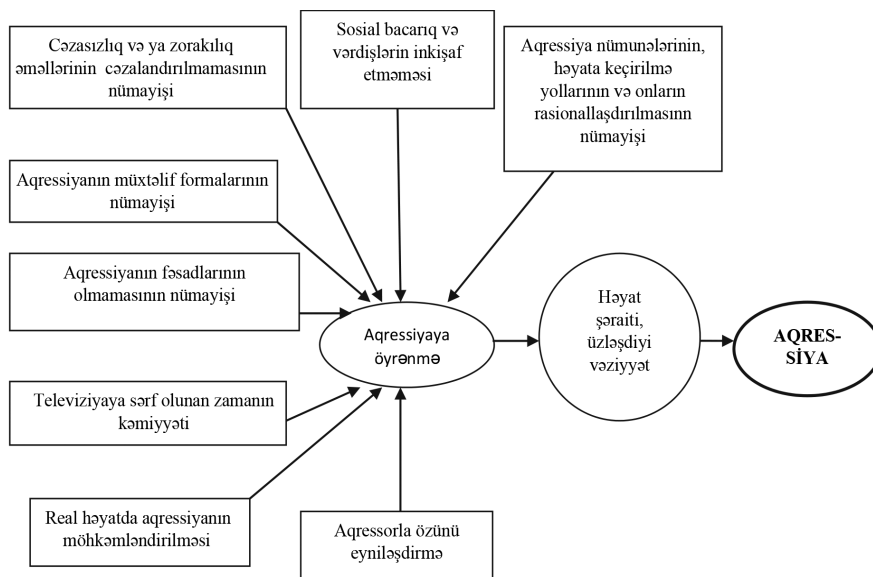 Cəzasızlıq və ya zorakılıq
əməllərinin cəzalandırılmamasının
nümayişi
Sosial bacarıq və
vərdişlərin inkişaf
etməməsi
Aqressiya nümunələrinin,
həyata keçirilmə
yollarının və onların
rasionallaşdırılmasınn
nümayişi
Aqressiyanın müxtəlif formalarının
nümayişi
Aqressiyanın fəsadlarının
olmamasının nümayişi
Aqressiyaya
öyrənmə
Həyat
şəraiti,
üzləşdiyi
vəziyyət
AQRES-
SİYA
Televiziyaya sərf olunan zamanın
kəmiyyəti
Real həyatda aqressiyanın
möhkəmləndirilməsi
Aqressorla özünü
eyniləşdirmə